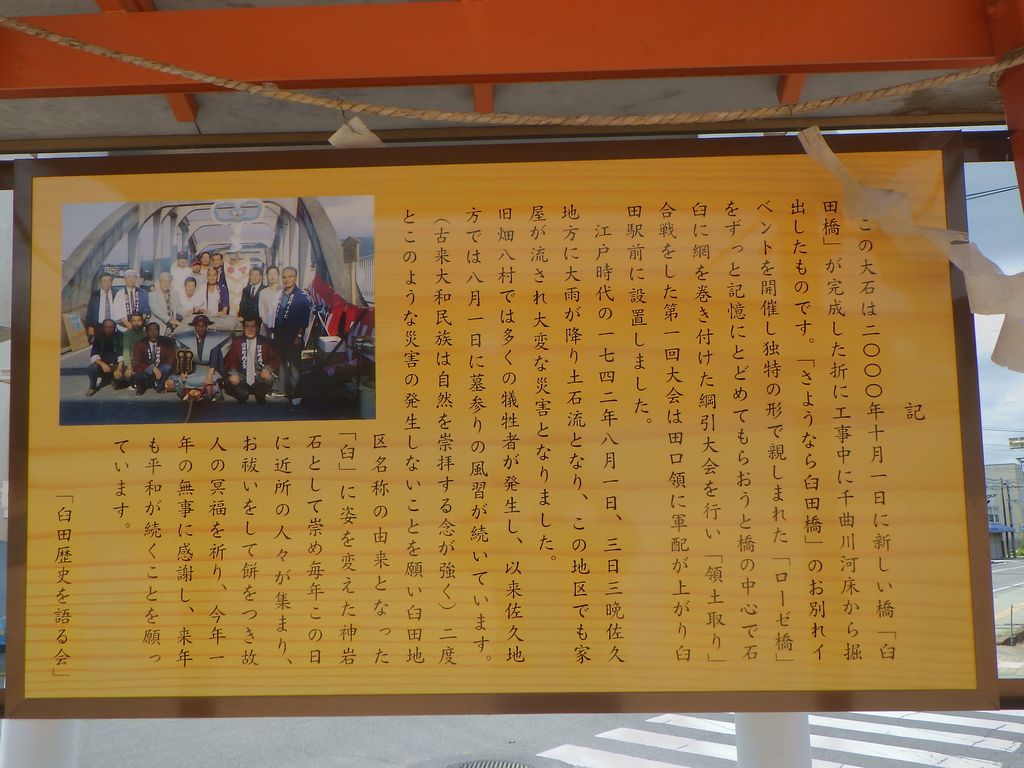 記
この大石は二〇〇〇年十月一日に新しい橋「臼
田橋」が完成した折に工事中に千曲川河床から掘
出したものです。「さようなら臼田橋」のお別れイ
ベントを開催し独特の形で親しまれた「ローゼ橋」
をずっと記憶にとどめてもらおうと橋の中心で石
臼に綱を巻き付けた綱引大会を行い「領土取り」
合戦をした第一回大会は田口領に軍配が上がり臼
田駅前に設置しました。
江戸時代の一七四二年八月一日、三日三晩佐久
地方に大雨が降り土石流となり、この地区でも家
屋が流され大変な災害となりました。
旧畑八村では多くの犠牲者が発生し、以来佐久地
方では八月一日に墓参りの風習が続いています。
（古来大和民族は自然を崇拝する念が強く）二度
とこのような災害の発生しないことを願い臼田地
区名称の由来となった
「臼」に姿を変えた神岩
石として崇め毎年この日
に近所の人々が集まり、
お祓いをして餅をつき故
人の冥福を祈り、今年一
年の無事に感謝し、来年
も平和が続くことを願っ
ています。
「臼田歴史を語る会」